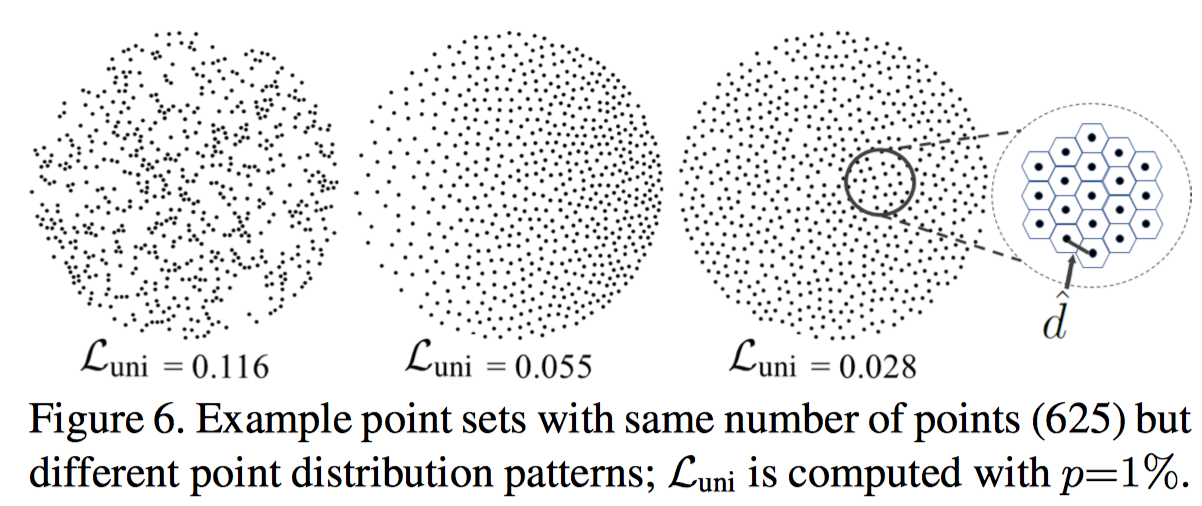 𝓛uni = 0.116
𝓛uni = 0.055
𝓛uni = 0.028
d̂
Figure 6. Example point sets with same number of points (625) but
different point distribution patterns; 𝓛uni is computed with p=1%.